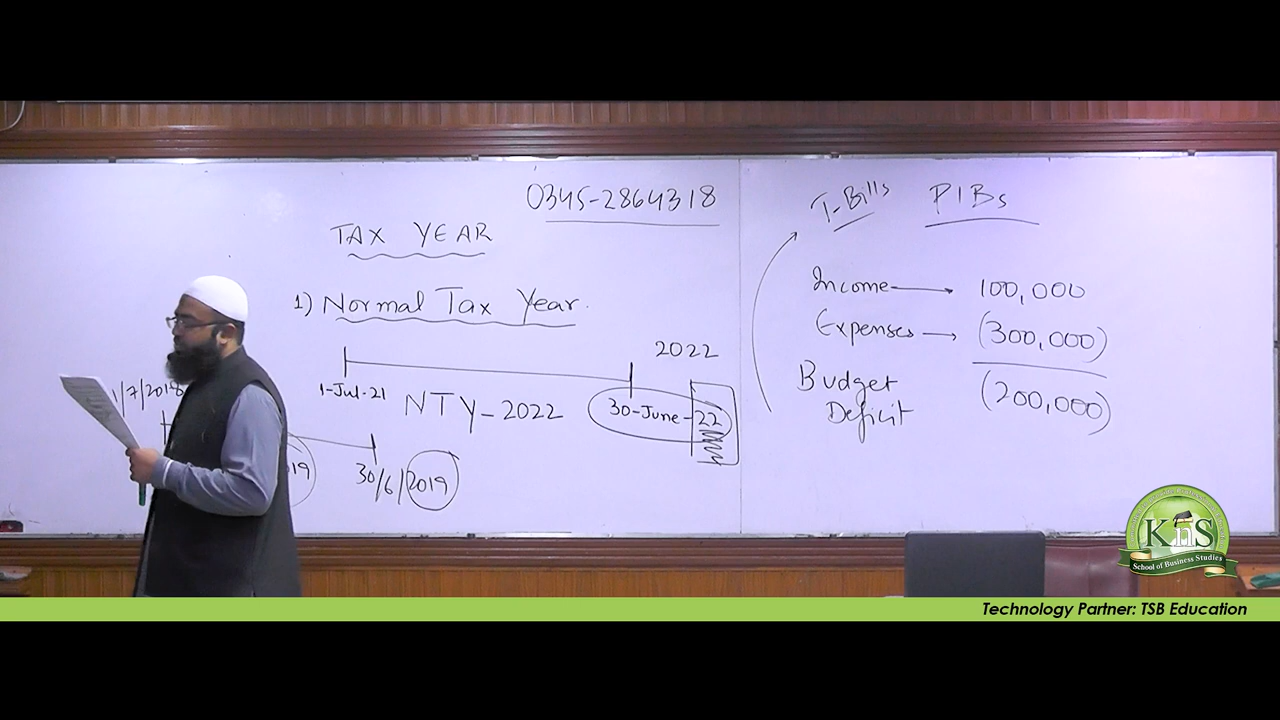 0345-2864318
TAX YEAR
1) Normal Tax Year.
2022
1-Jul-21
NTY-2022
30-June-22
1/7/2018
019
30/6/2019
T-Bills PIBs
Income → 100,000
Expenses → (300,000)
Budget Deficit (200,000)
KnS
School of Business Studies
Technology Partner: TSB Education